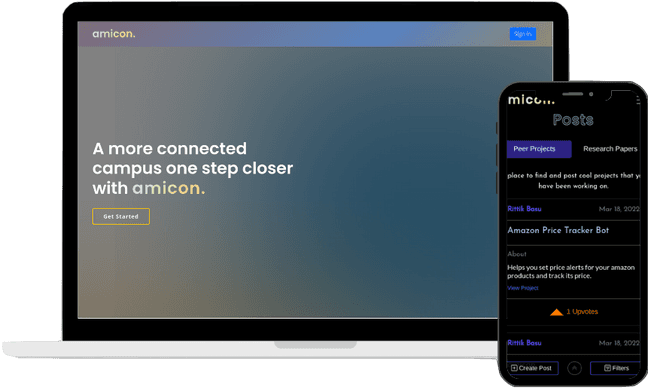 amicon.
Sign in
A more connected
campus one step closer
with amicon.
Get Started
micon.
Posts
Peer Projects
Research Papers
place to find and post cool projects that y
have been working on.
Rittik Basu
Mar 18, 2022
Amazon Price Tracker Bot
About
Helps you set price alerts for your amazon
products and track its price.
View Project
1 Upvotes
Rittik Basu
Mar 18, 2022
Create Post
Filters